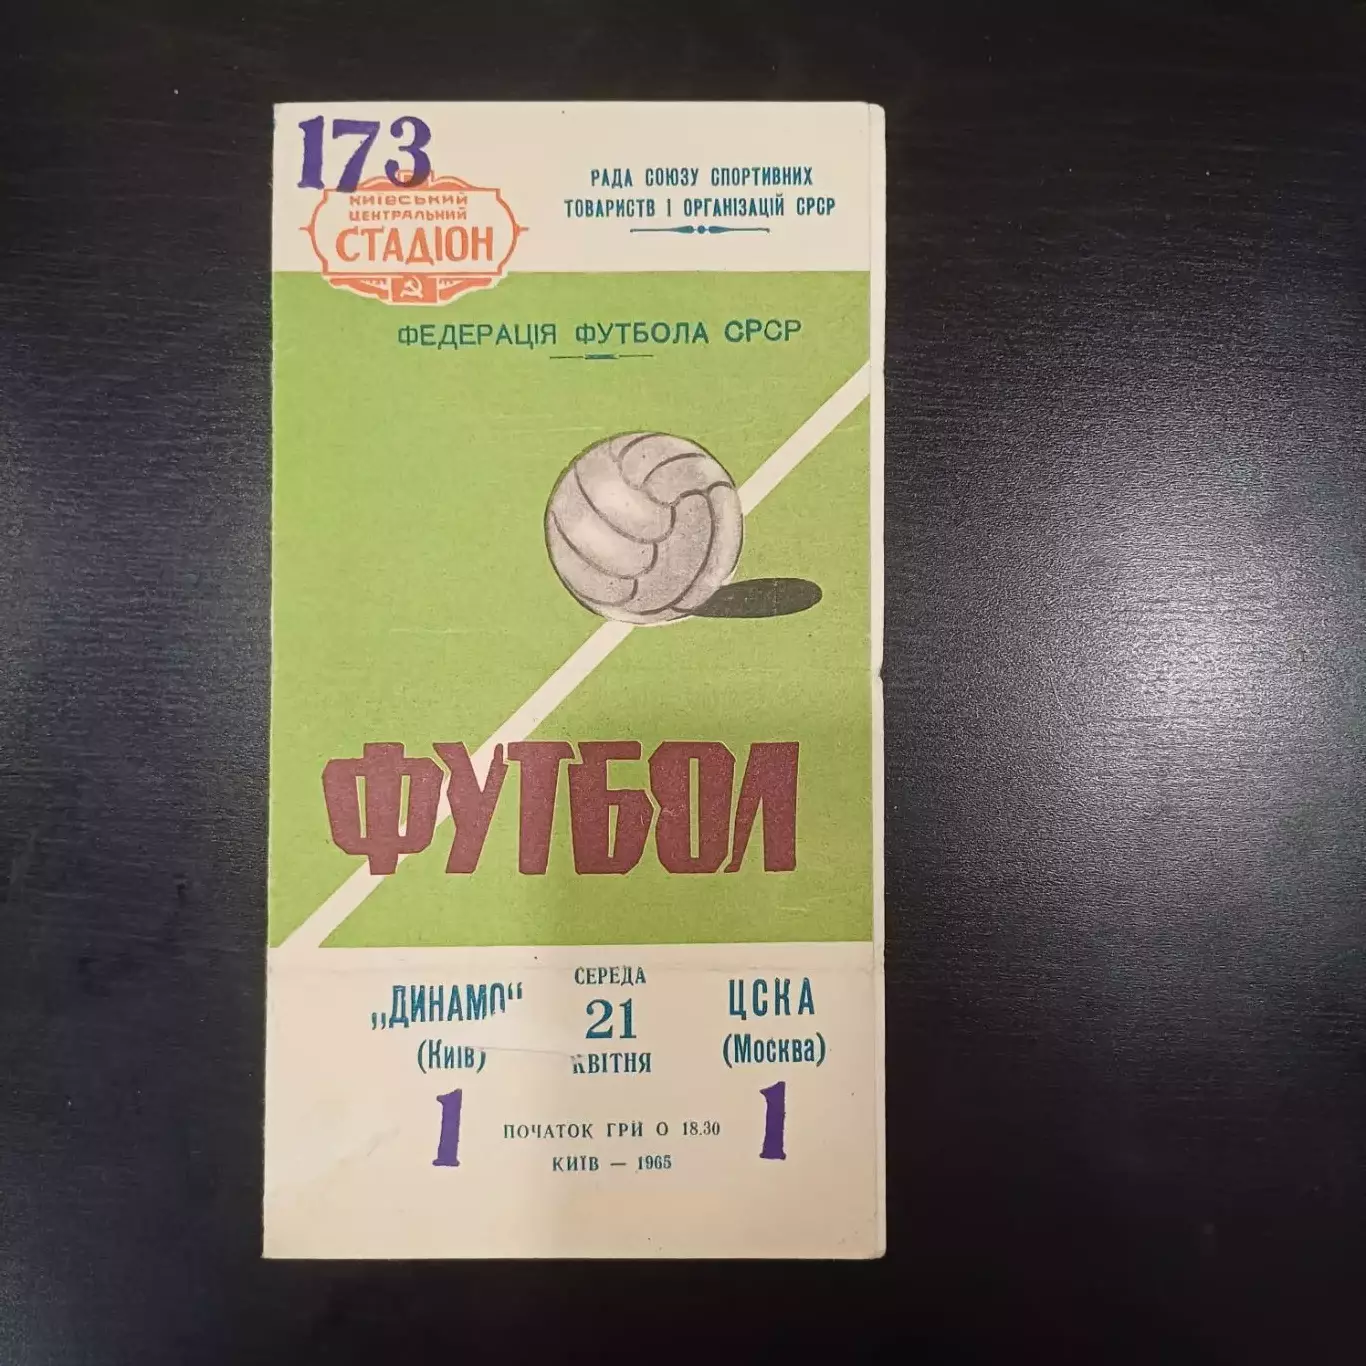 173
КИЇВСЬКИЙ
ЦЕНТРАЛЬНИЙ
СТАДІОН
РАДА СОЮЗУ СПОРТИВНИХ
ТОВАРИСТВ І ОРГАНІЗАЦІЙ СРСР
ФЕДЕРАЦІЯ ФУТБОЛА СРСР
ФУТБОЛ
„ДИНАМО“
(Київ)
1
СЕРЕДА
21
КВІТНЯ
ЦСКА
(Москва)
1
ПОЧАТОК ГРИ О 18.30
КИЇВ — 1965